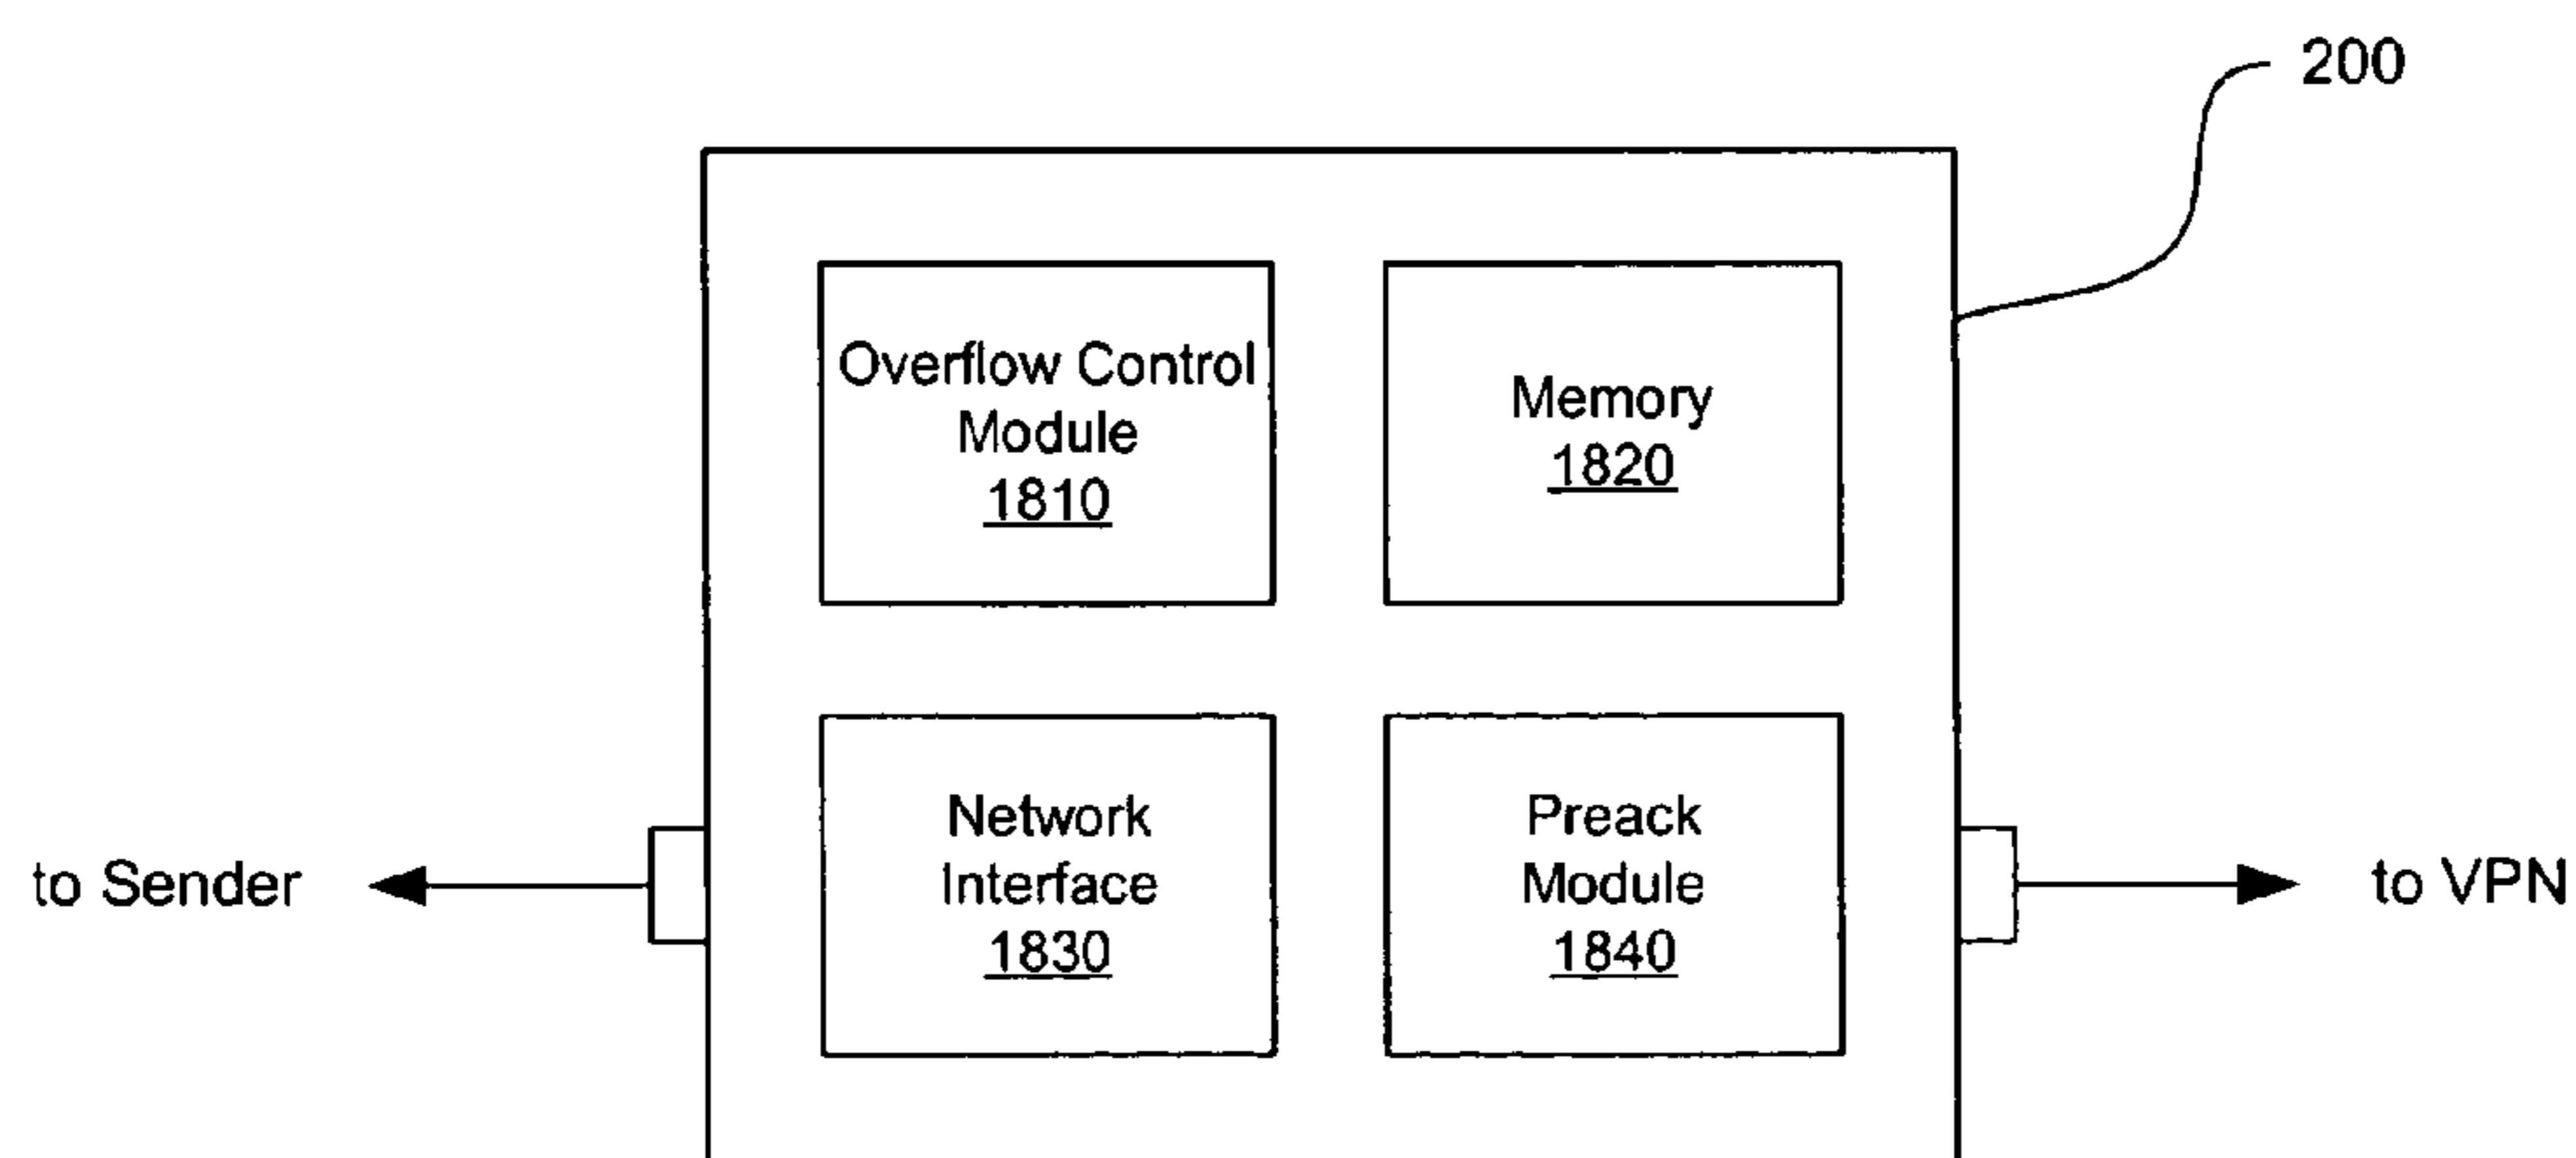 200
Overflow Control
Module
1810
Memory
1820
Network
Interface
1830
Preack
Module
1840
to Sender
to VPN